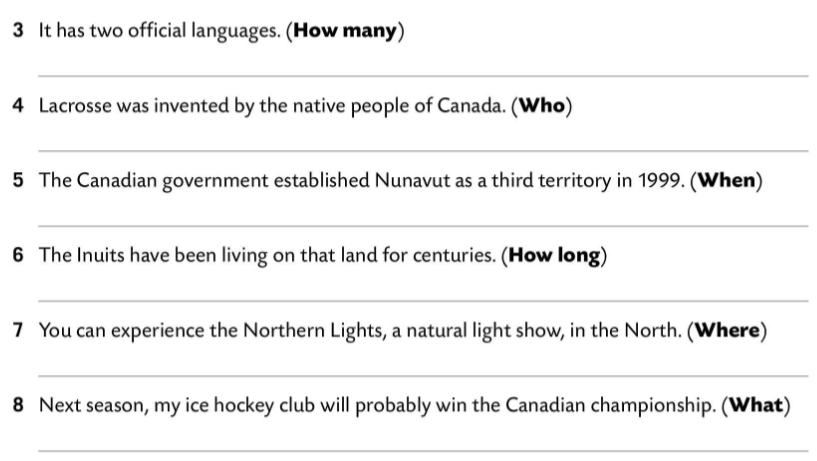 3 It has two official languages. (How many)
4 Lacrosse was invented by the native people of Canada. (Who)
5 The Canadian government established Nunavut as a third territory in 1999. (When)
6 The Inuits have been living on that land for centuries. (How long)
7 You can experience the Northern Lights, a natural light show, in the North. (Where)
8 Next season, my ice hockey club will probably win the Canadian championship. (What)